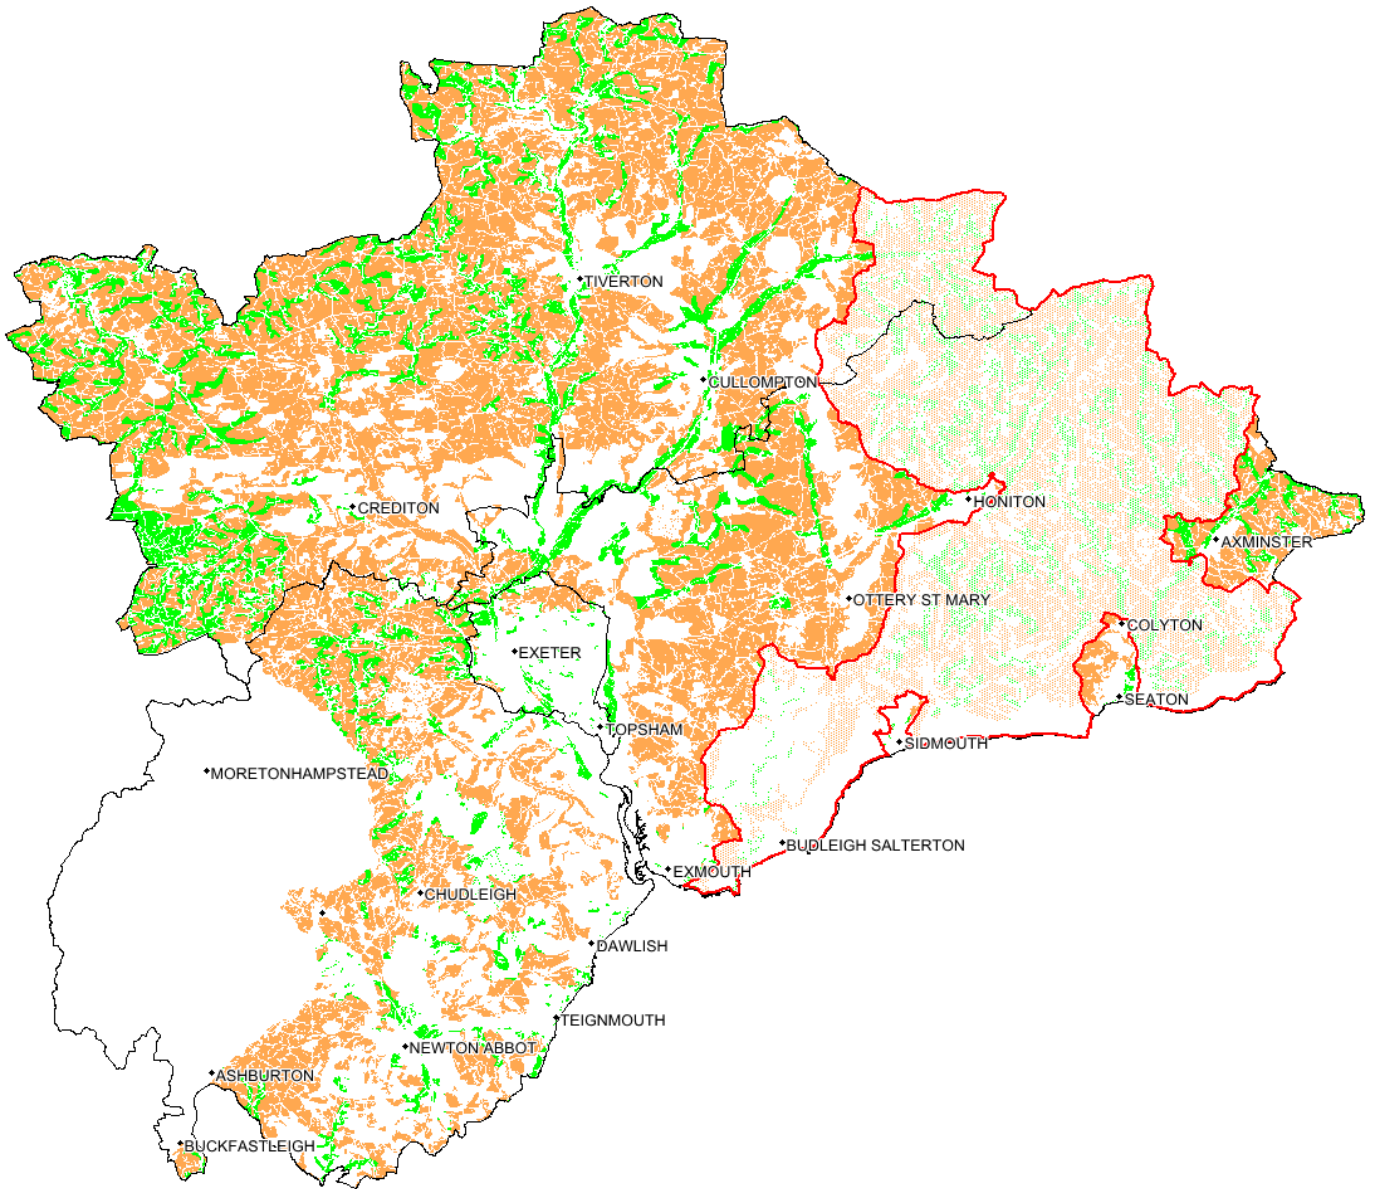 TIVERTON
CULLOMPTON
HONITON
CREDITON
AXMINSTER
OTTERY ST MARY
COLYTON
EXETER
SEATON
TOPSHAM
SIDMOUTH
MORETONHAMPSTEAD
BUDLEIGH SALTERTON
EXMOUTH
CHUDLEIGH
DAWLISH
TEIGNMOUTH
NEWTON ABBOT
ASHBURTON
BUCKFASTLEIGH